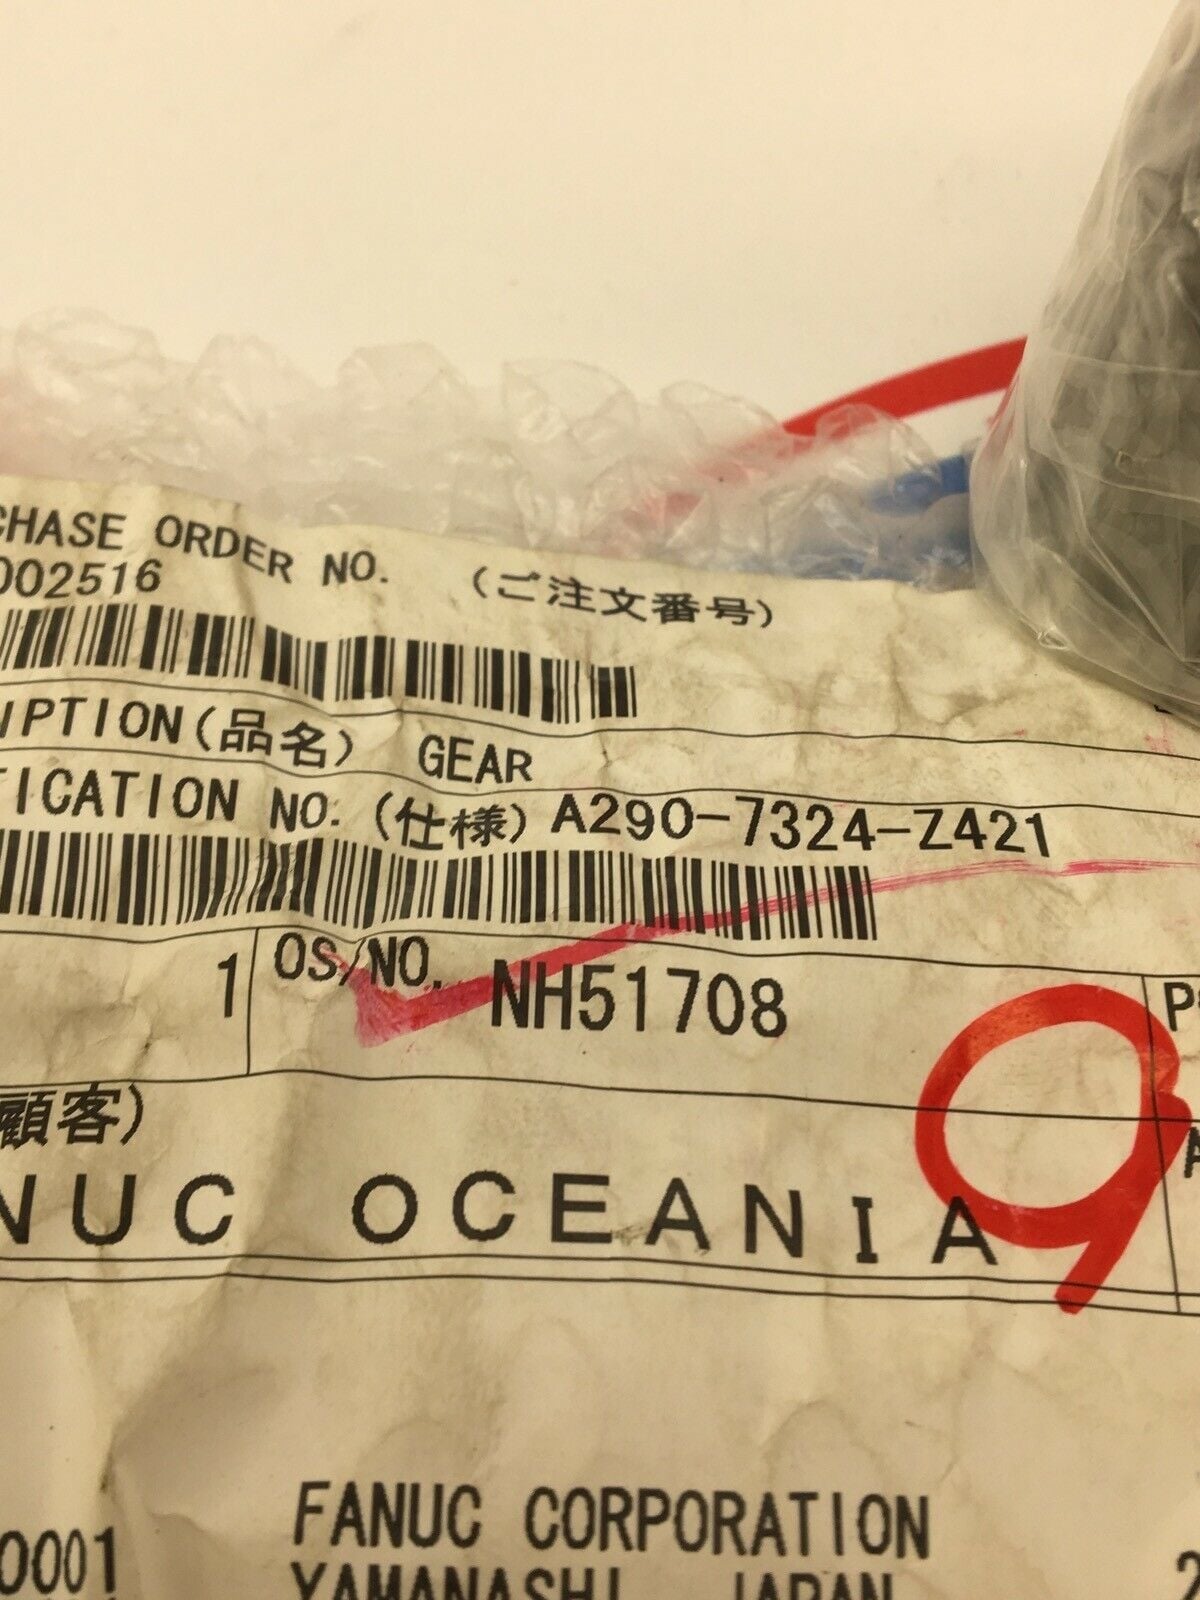 CHASE ORDER NO. (ご注文番号)
002516
IPTION(品名) GEAR
TICATION NO. (仕様) A290-7324-Z421
1 OS/NO. NH51708
9
顧客)
NUC OCEANIA
FANUC CORPORATION
0001
YAMANASHI, JAPAN